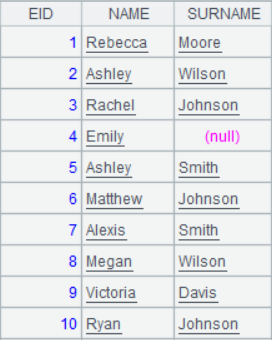 EID NAME SURNAME
1 Rebecca Moore
2 Ashley Wilson
3 Rachel Johnson
4 Emily (null)
5 Ashley Smith
6 Matthew Johnson
7 Alexis Smith
8 Megan Wilson
9 Victoria Davis
10 Ryan Johnson